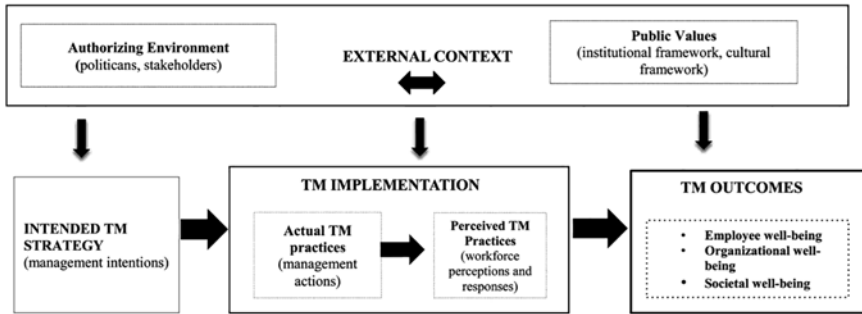 Authorizing Environment
(politicans, stakeholders)
EXTERNAL CONTEXT
Public Values
(institutional framework, cultural
framework)
INTENDED TM
STRATEGY
(management intentions)
TM IMPLEMENTATION
Actual TM
practices
(management
actions)
Perceived TM
Practices
(workforce
perceptions and
responses)
TM OUTCOMES
• Employee well-being
• Organizational well-
being
• Societal well-being